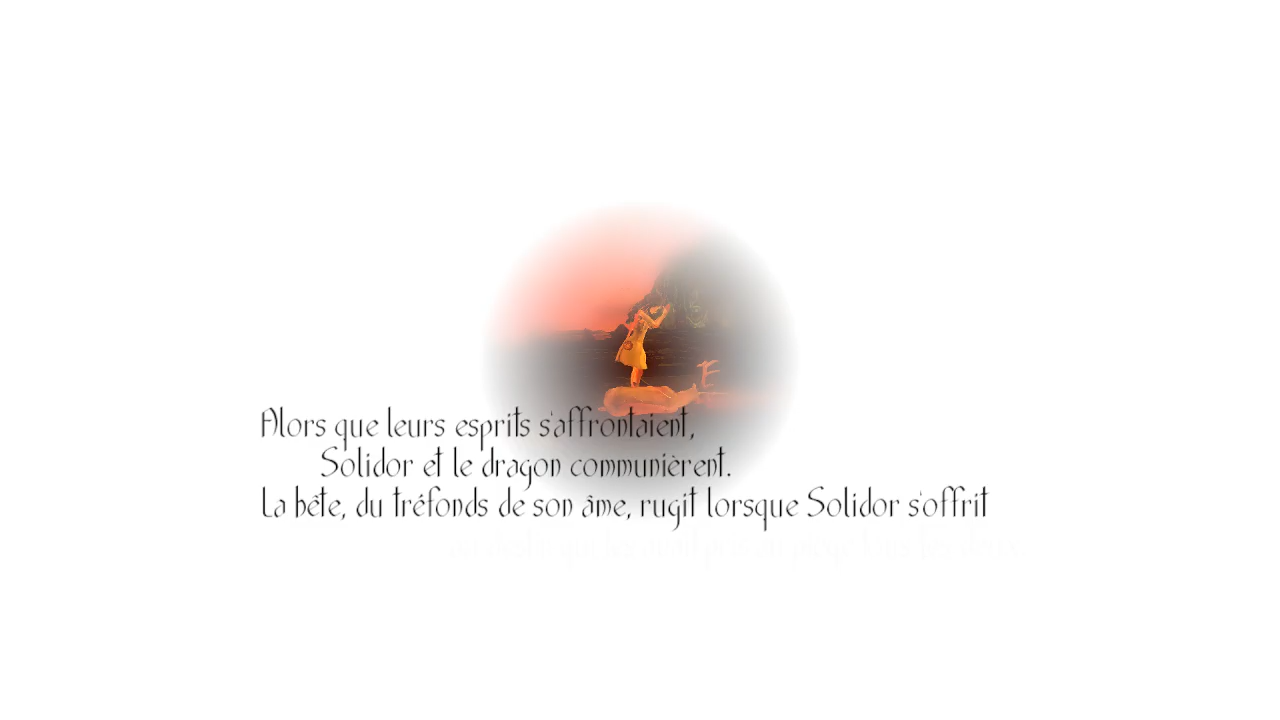 Alors que leurs esprits s'affrontaient,
Solidor et le dragon communièrent.
La bête, du tréfonds de son âme, rugit lorsque Solidor s'offrit